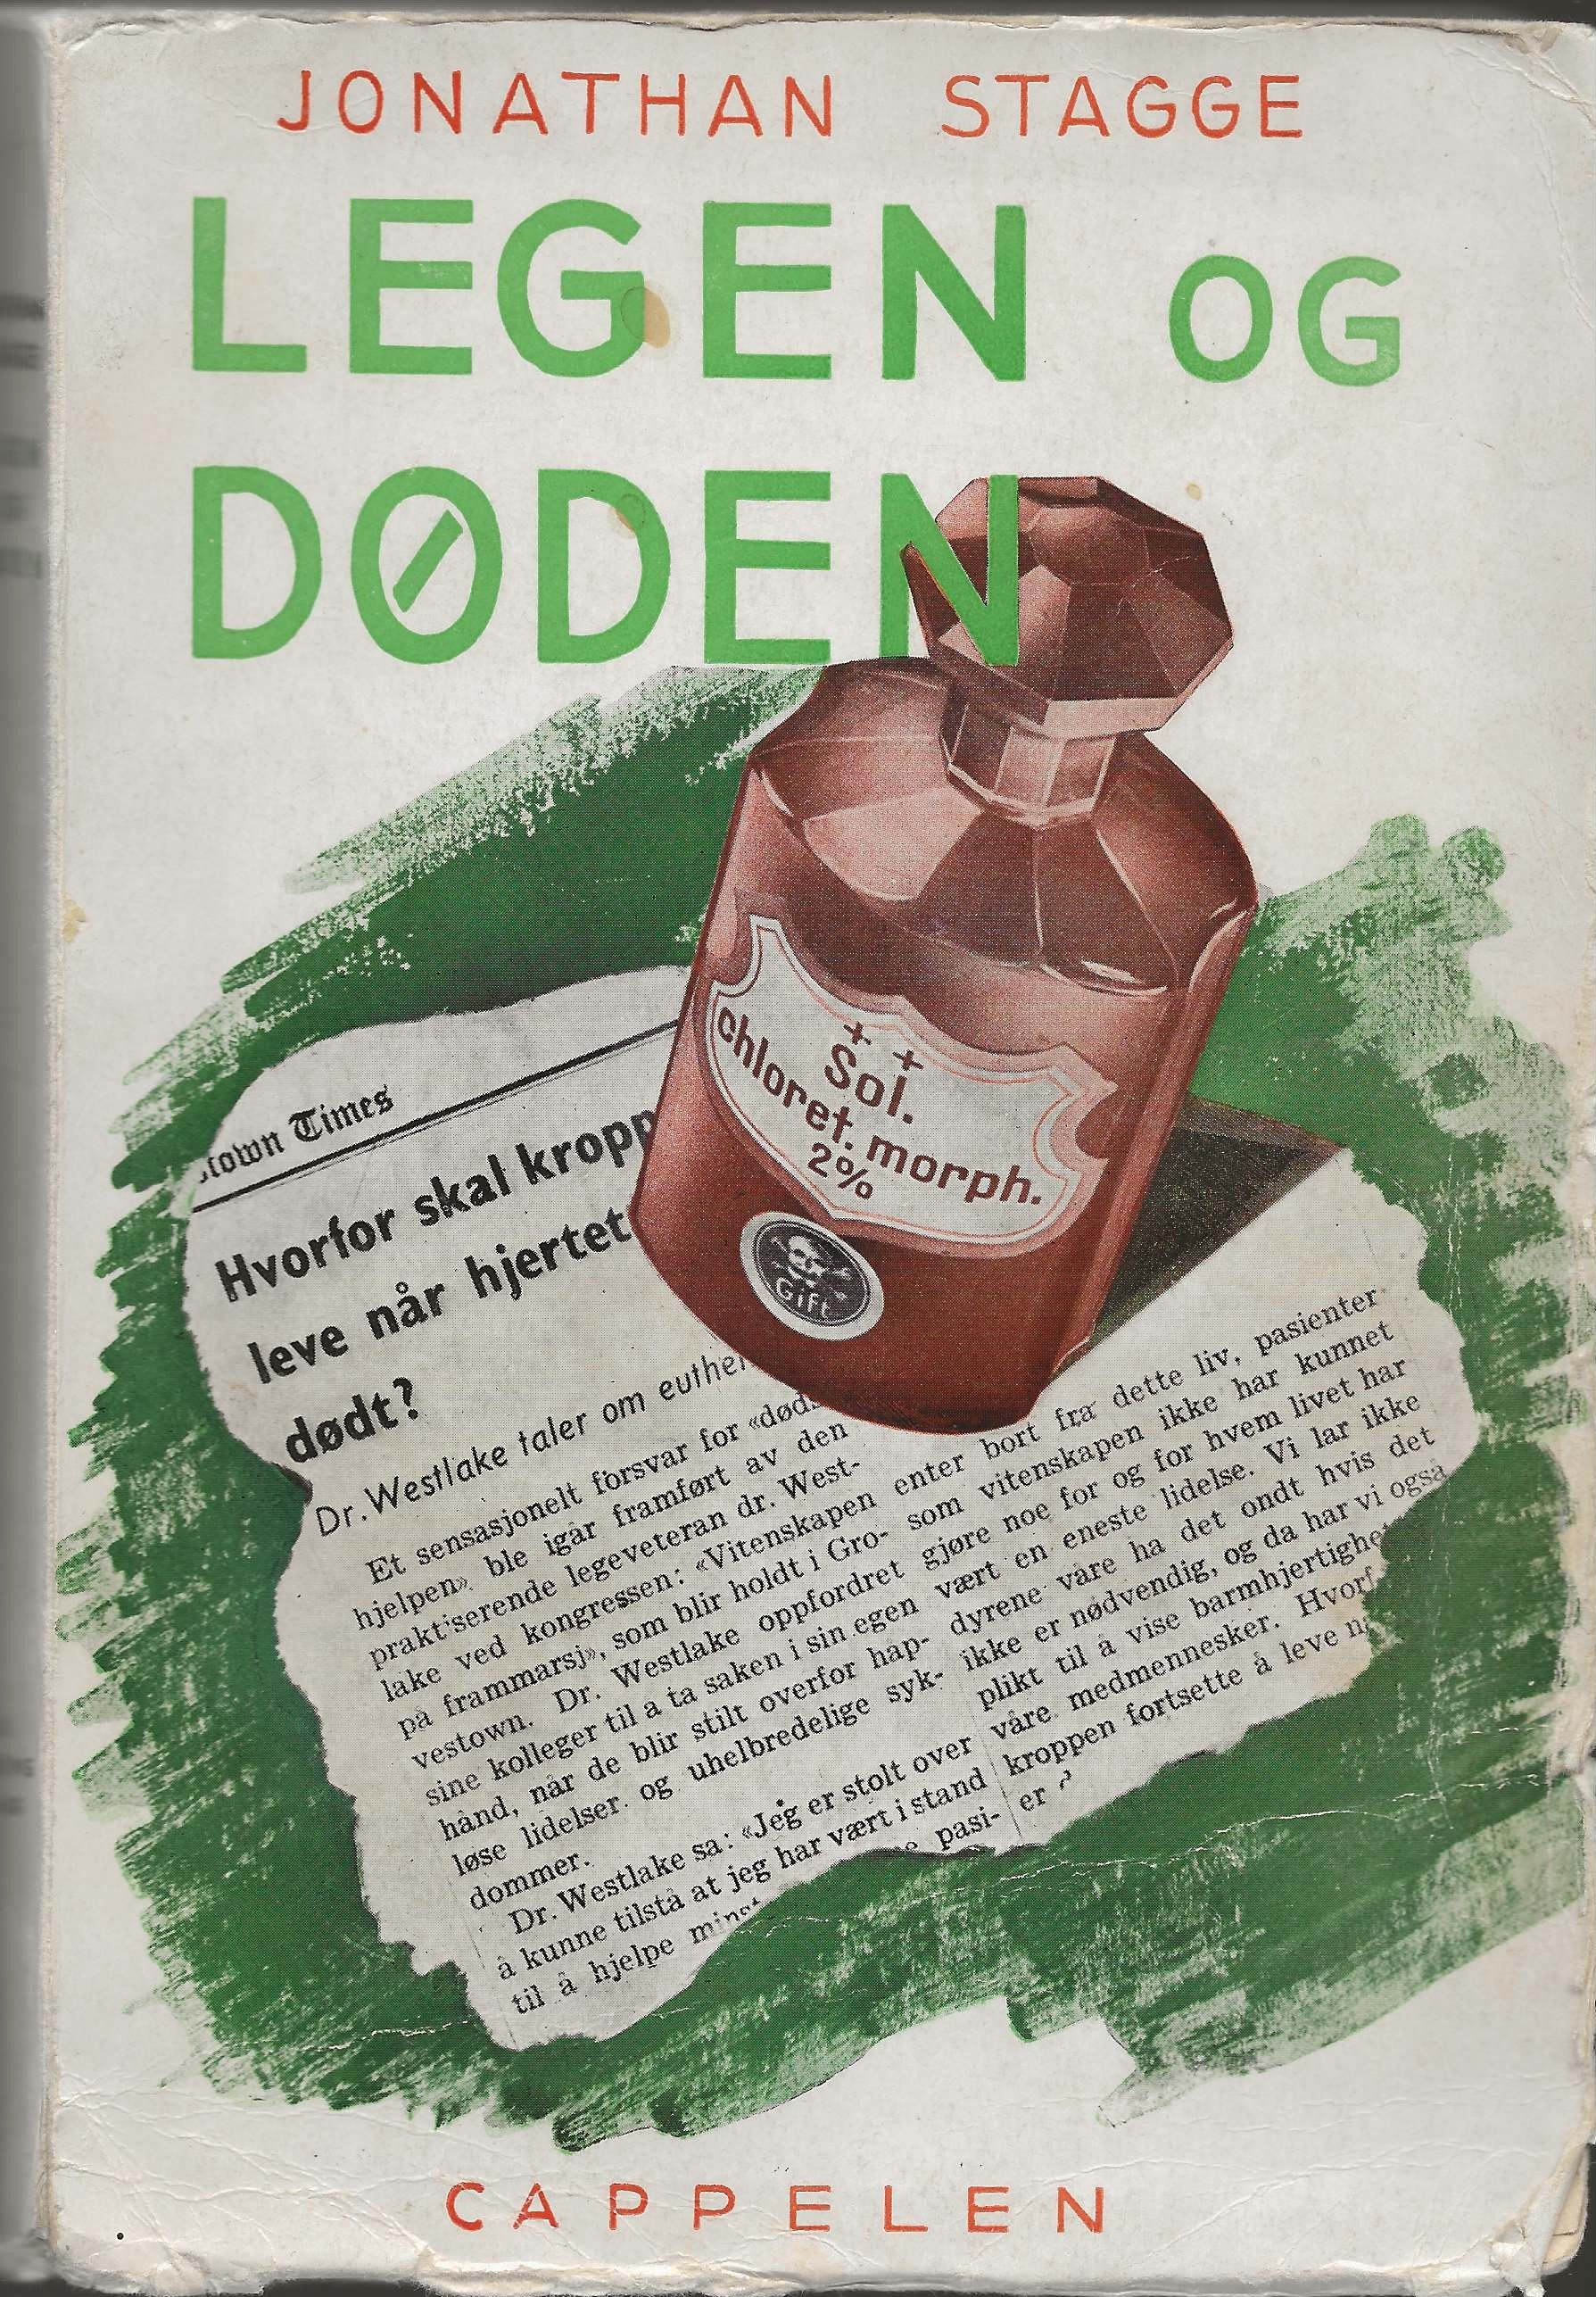 JONATHAN STAGGE
LEGEN OG
DØDEN
+ +
Sol.
chloret. morph.
2%
Gift
Times
Hvorfor skal kropp
leve når hjertet
dødt?
Dr. Westlake taler om
Et sensasjonelt forsvar for
hjelpen» ble igår framført av den
prakt'serende legeveteran dr. West-
lake ved kongressen: «Vitenskapen
på frammarsj», som blir holdt i Gro-
vestown. Dr. Westlake oppfordret
sine kolleger til a ta saken i sin egen
hånd, når de blir stilt overfor hap-
løse lidelser og uhelbredelige syk-
dommer.
Dr. Westlake sa: «Jeg er stolt over
å kunne tilstå at jeg har vært i stand
til å hjelpe pasi-
enter bort fra dette liv, pasienter
som vitenskapen ikke har kunnet
gjøre noe for og for hvem livet har
vært en eneste lidelse. Vi lar ikke
dyrene våre ha det ondt hvis det
ikke er nødvendig, og da har vi også
plikt til å vise
våre medmennesker.
kroppen fortsette å leve
er
CAPPELEN